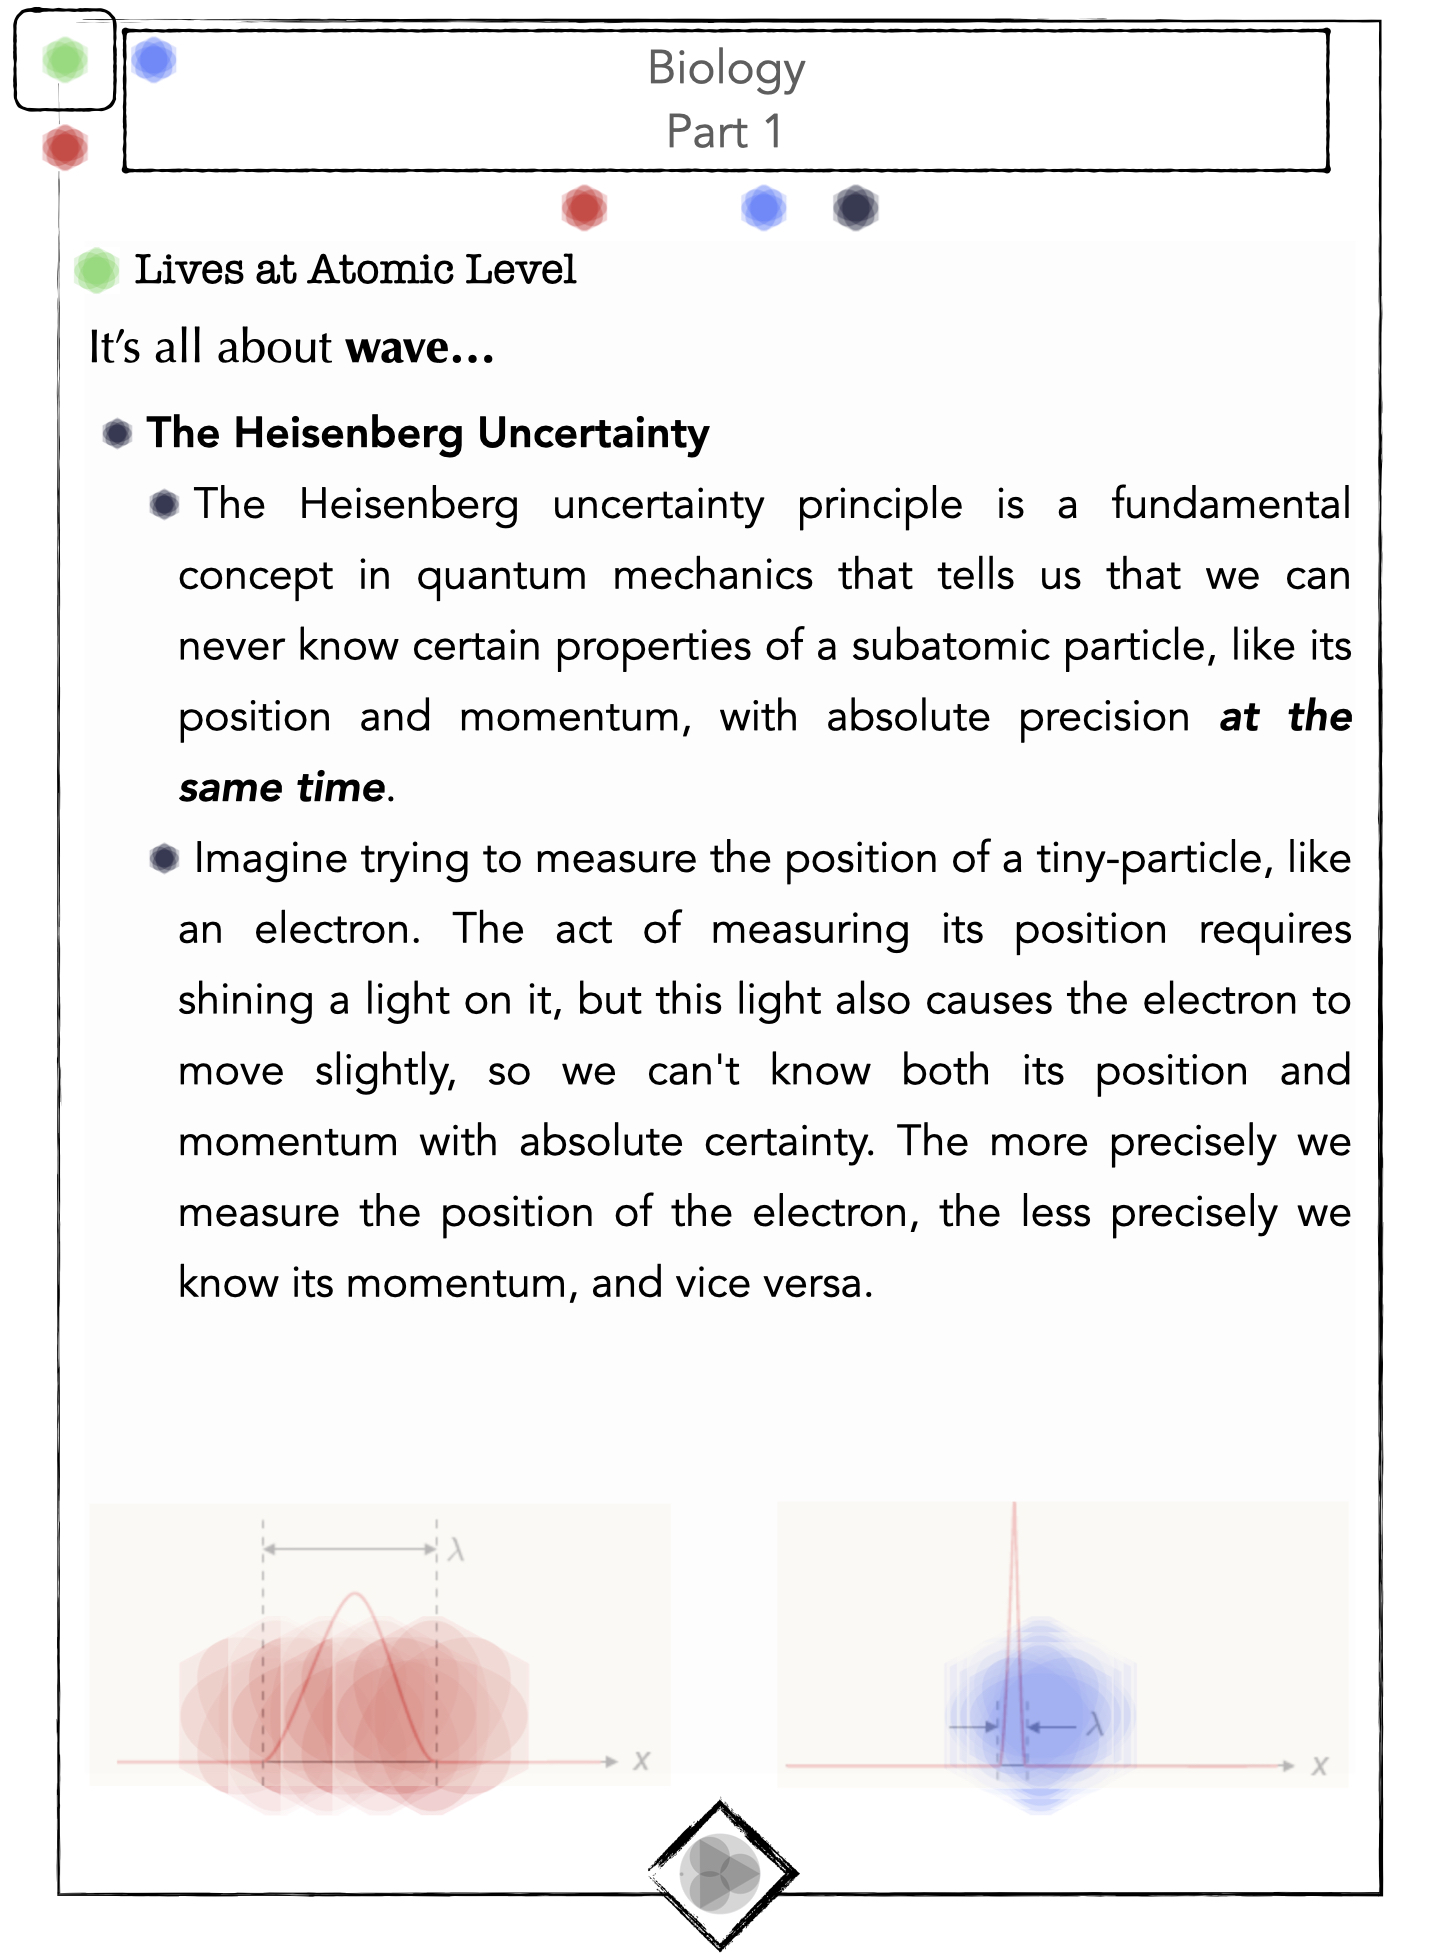 Biology
Part 1
Lives at Atomic Level
It's all about wave...
The Heisenberg Uncertainty
The Heisenberg uncertainty principle is a fundamental
concept in quantum mechanics that tells us that we can
never know certain properties of a subatomic particle, like its
position and momentum, with absolute precision at the
same time.
Imagine trying to measure the position of a tiny-particle, like
an electron. The act of measuring its position requires
shining a light on it, but this light also causes the electron to
move slightly, so we can't know both its position and
momentum with absolute certainty. The more precisely we
measure the position of the electron, the less precisely we
know its momentum, and vice versa.
λ
x
λ
x